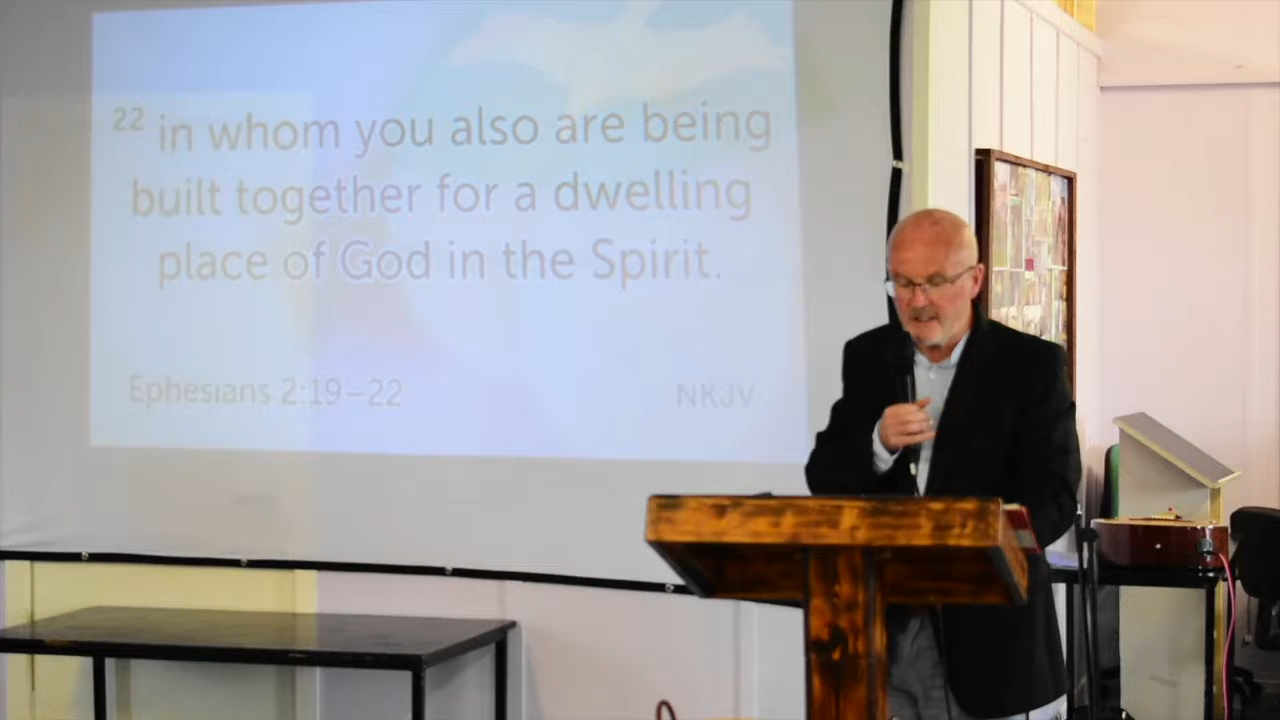 22 in whom you also are being
built together for a dwelling
place of God in the Spirit.
Ephesians 2:19–22 NKJV